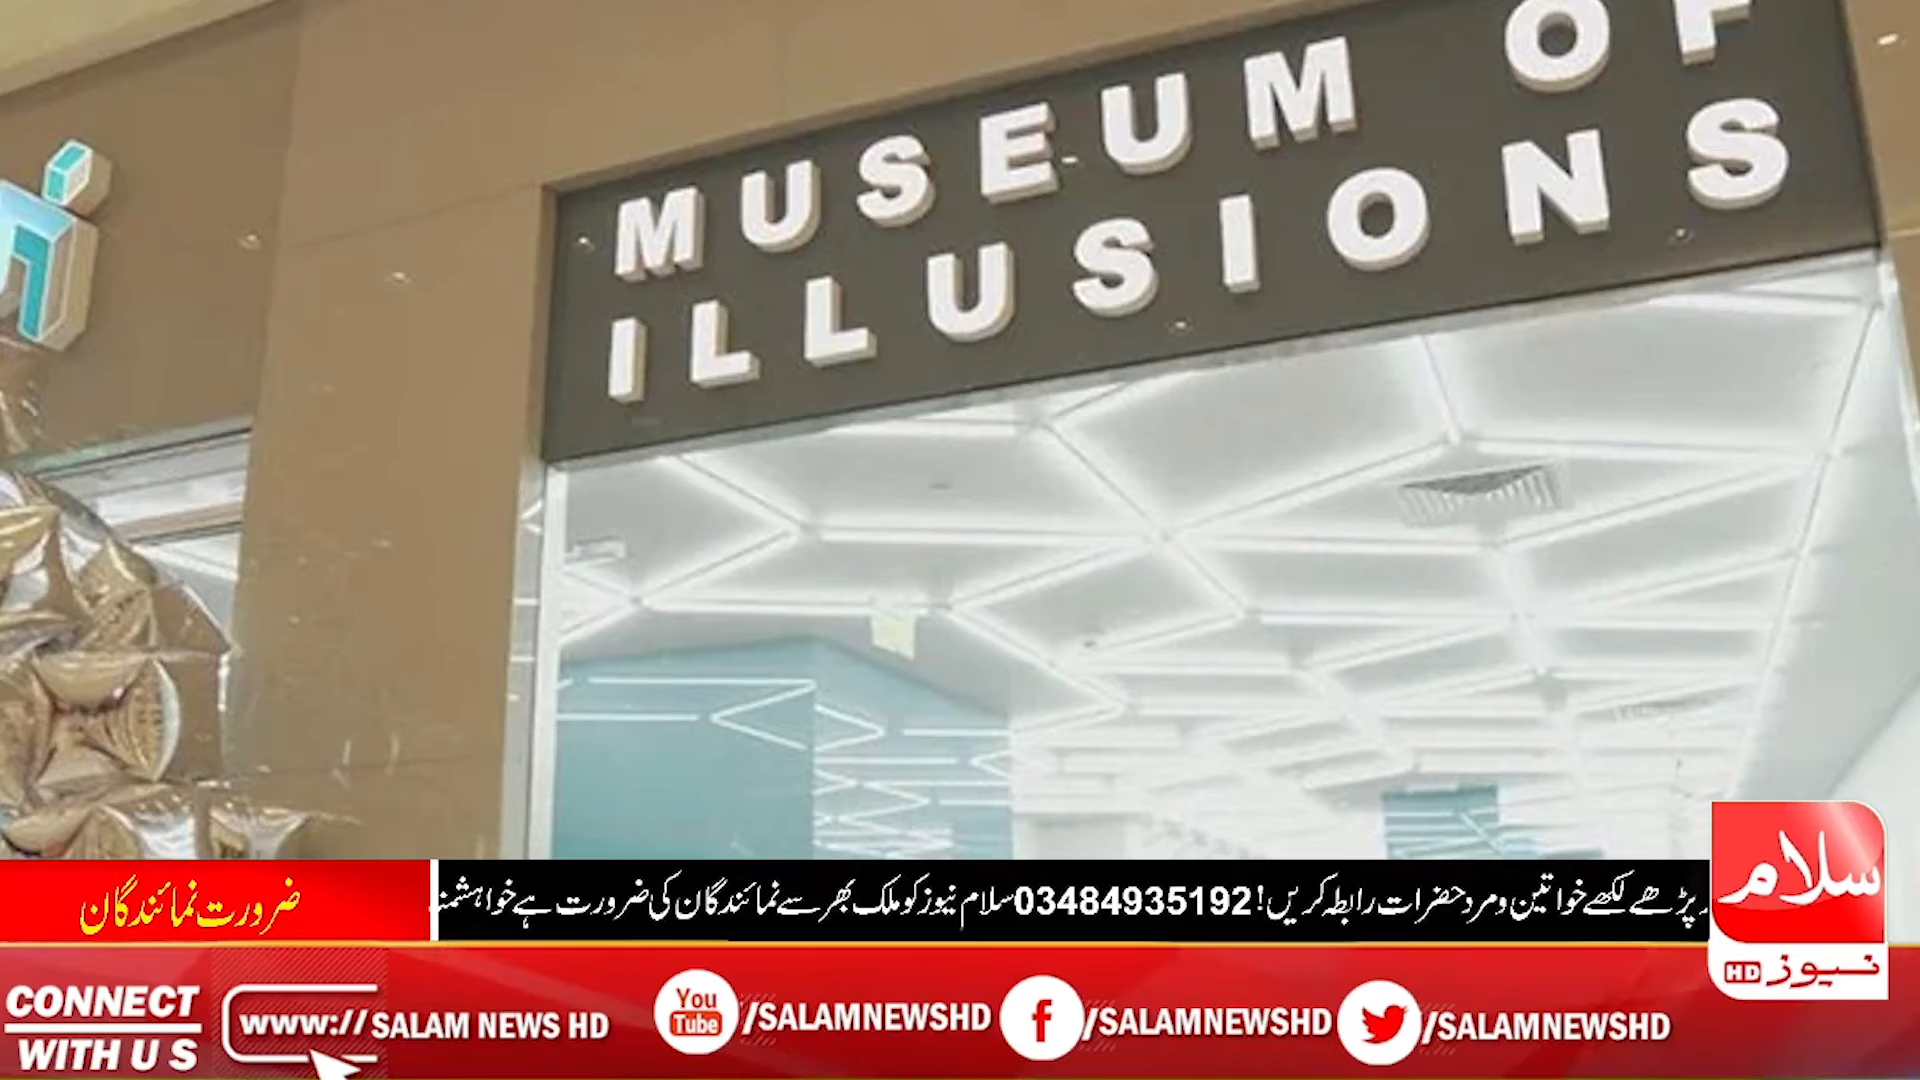 MUSEUM OF
ILLUSIONS
ضرورت نمائندگان
پڑھے لکھے خواتین و مرد حضرات رابطہ کریں! 03484935192 سلام نیوز کو ملک بھر سے نمائندگان کی ضرورت ہے خواہشمند
سلام
نیوز HD
CONNECT
WITH US
www:// SALAM NEWS HD
You
Tube
/SALAMNEWSHD
f /SALAMNEWSHD
/SALAMNEWSHD